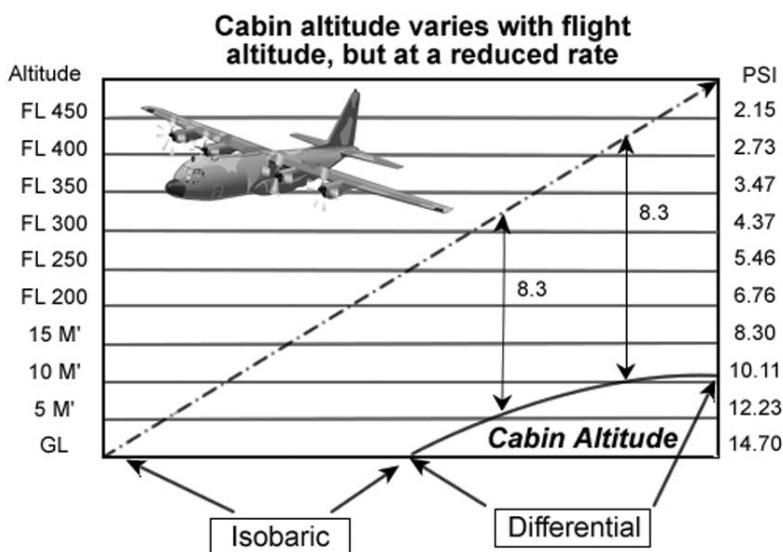 Cabin altitude varies with flight
altitude, but at a reduced rate
Altitude PSI
FL 450 2.15
FL 400 2.73
FL 350 3.47
FL 300 4.37
8.3
FL 250 5.46
8.3
FL 200 6.76
15 M' 8.30
10 M' 10.11
5 M' 12.23
Cabin Altitude
GL 14.70
Isobaric Differential